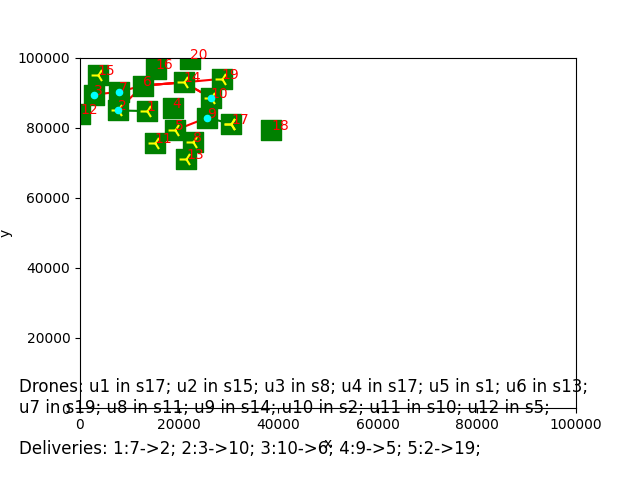 20
100000
15
16
14
19
10
12
4
17
18
80000
13
60000
y
40000
20000
Drones: u1 in s17; u2 in s15; u3 in s8; u4 in s17; u5 in s1; u6 in s13;
u7 in s19; u8 in s11; u9 in s14; u10 in s2; u11 in s10; u12 in s5;
0
0 20000 40000 60000 80000 100000
x
Deliveries: 1:7->2; 2:3->10; 3:10->6; 4:9->5; 5:2->19;